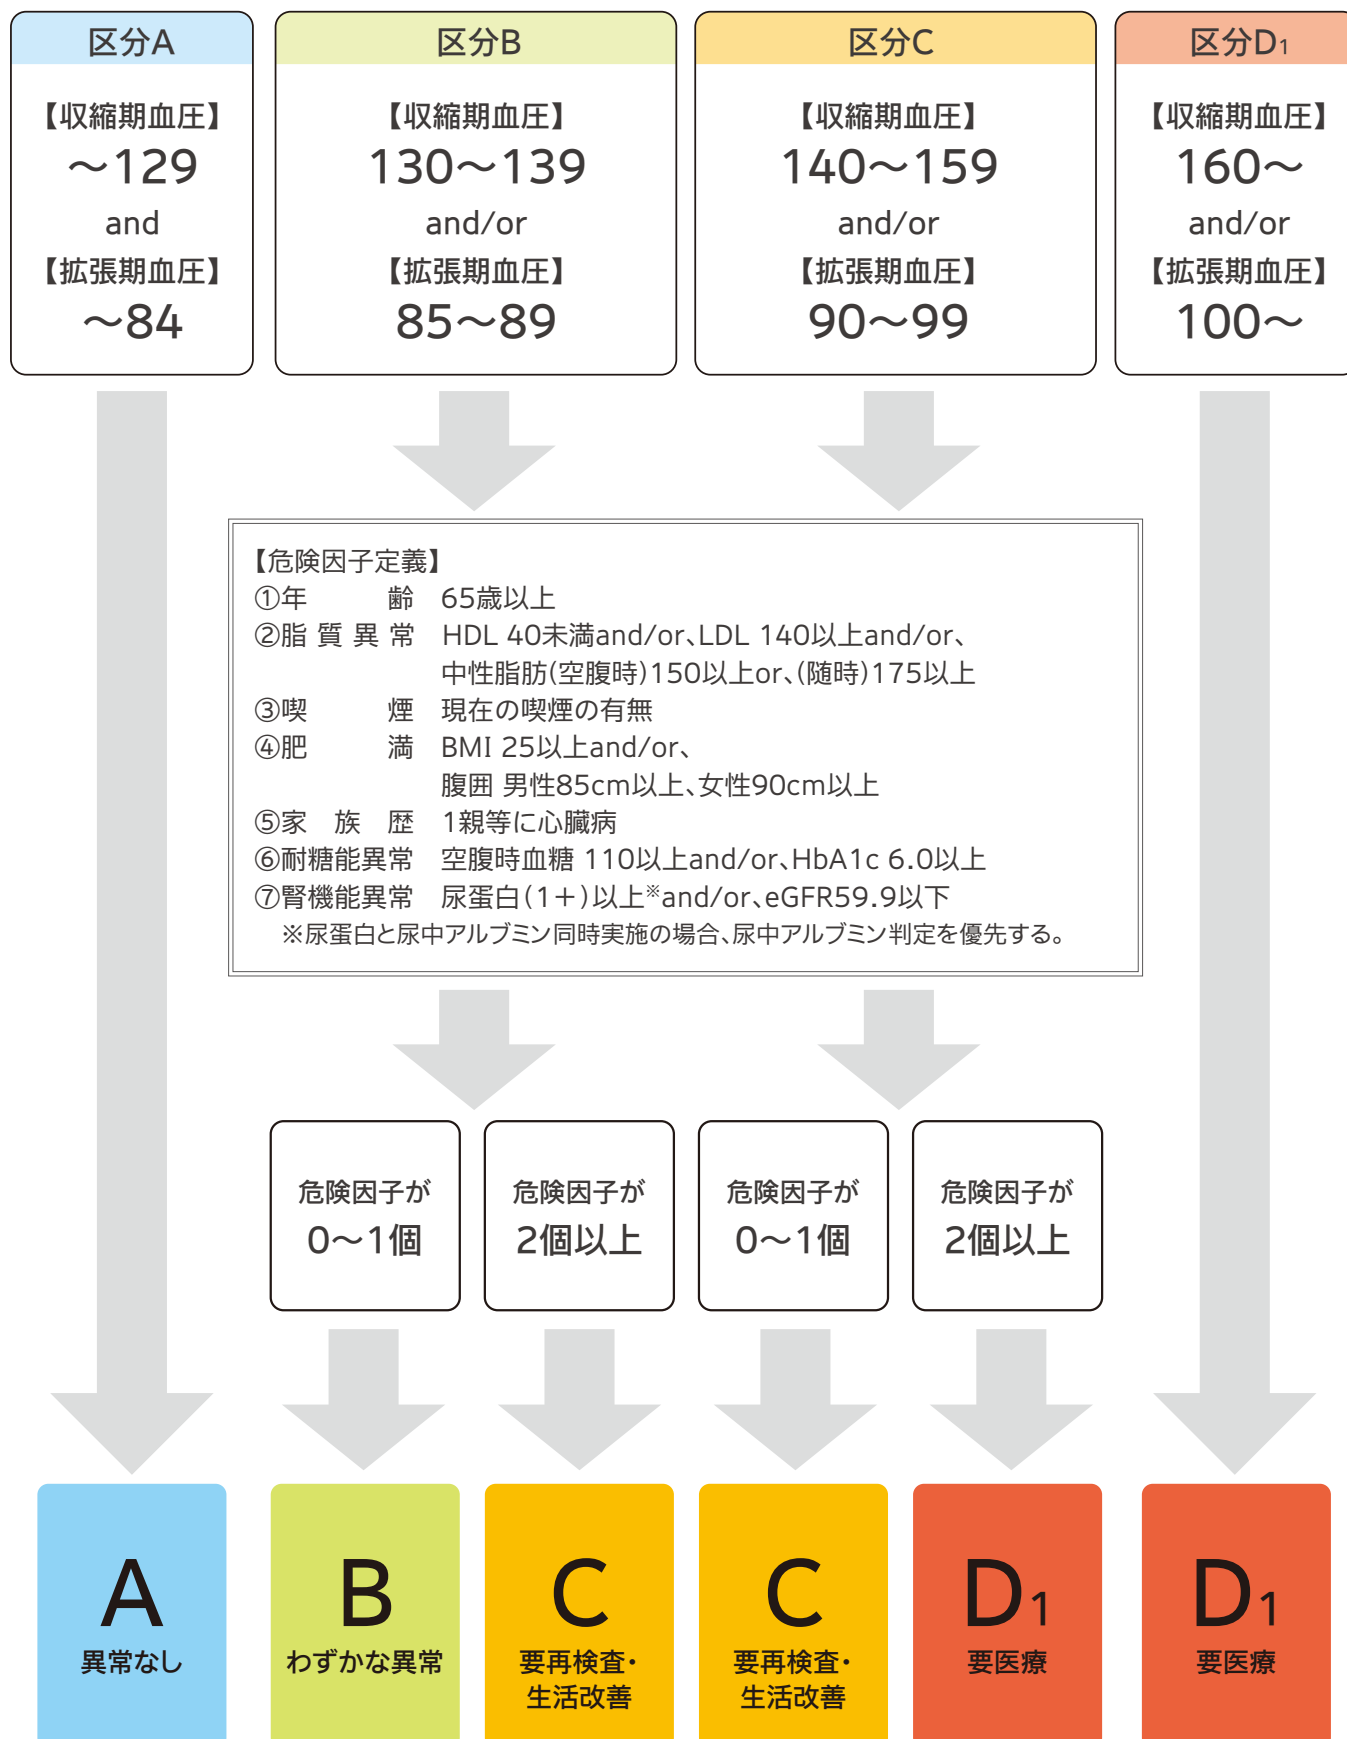 区分A
【収縮期血圧】
～129
and
【拡張期血圧】
～84
区分B
【収縮期血圧】
130～139
and/or
【拡張期血圧】
85～89
区分C
【収縮期血圧】
140～159
and/or
【拡張期血圧】
90～99
区分D1
【収縮期血圧】
160～
and/or
【拡張期血圧】
100～
【危険因子定義】
①年　　　齢　65歳以上
②脂 質 異 常　HDL 40未満and/or、LDL 140以上and/or、
中性脂肪(空腹時)150以上or、(随時)175以上
③喫　　　煙　現在の喫煙の有無
④肥　　　満　BMI 25以上and/or、
腹囲 男性85cm以上、女性90cm以上
⑤家　族　歴　1親等に心臓病
⑥耐糖能異常　空腹時血糖 110以上and/or、HbA1c 6.0以上
⑦腎機能異常　尿蛋白(1＋)以上※and/or、eGFR59.9以下
※尿蛋白と尿中アルブミン同時実施の場合、尿中アルブミン判定を優先する。
危険因子が
0～1個
危険因子が
2個以上
危険因子が
0～1個
危険因子が
2個以上
A
異常なし
B
わずかな異常
C
要再検査・
生活改善
C
要再検査・
生活改善
D1
要医療
D1
要医療